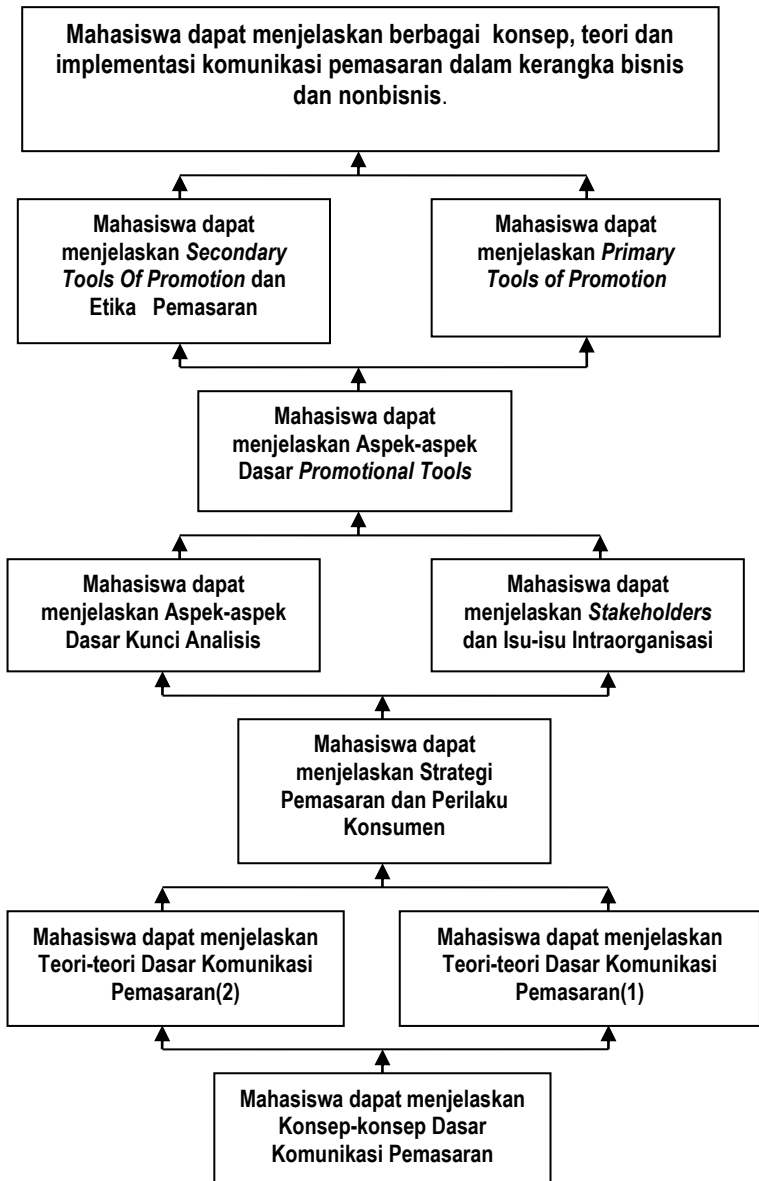 Mahasiswa dapat menjelaskan berbagai konsep, teori dan
implementasi komunikasi pemasaran dalam kerangka bisnis
dan nonbisnis.
Mahasiswa dapat
menjelaskan Secondary
Tools Of Promotion dan
Etika Pemasaran
Mahasiswa dapat
menjelaskan Primary
Tools of Promotion
Mahasiswa dapat
menjelaskan Aspek-aspek
Dasar Promotional Tools
Mahasiswa dapat
menjelaskan Aspek-aspek
Dasar Kunci Analisis
Mahasiswa dapat
menjelaskan Stakeholders
dan Isu-isu Intraorganisasi
Mahasiswa dapat
menjelaskan Strategi
Pemasaran dan Perilaku
Konsumen
Mahasiswa dapat menjelaskan
Teori-teori Dasar Komunikasi
Pemasaran(2)
Mahasiswa dapat menjelaskan
Teori-teori Dasar Komunikasi
Pemasaran(1)
Mahasiswa dapat menjelaskan
Konsep-konsep Dasar
Komunikasi Pemasaran